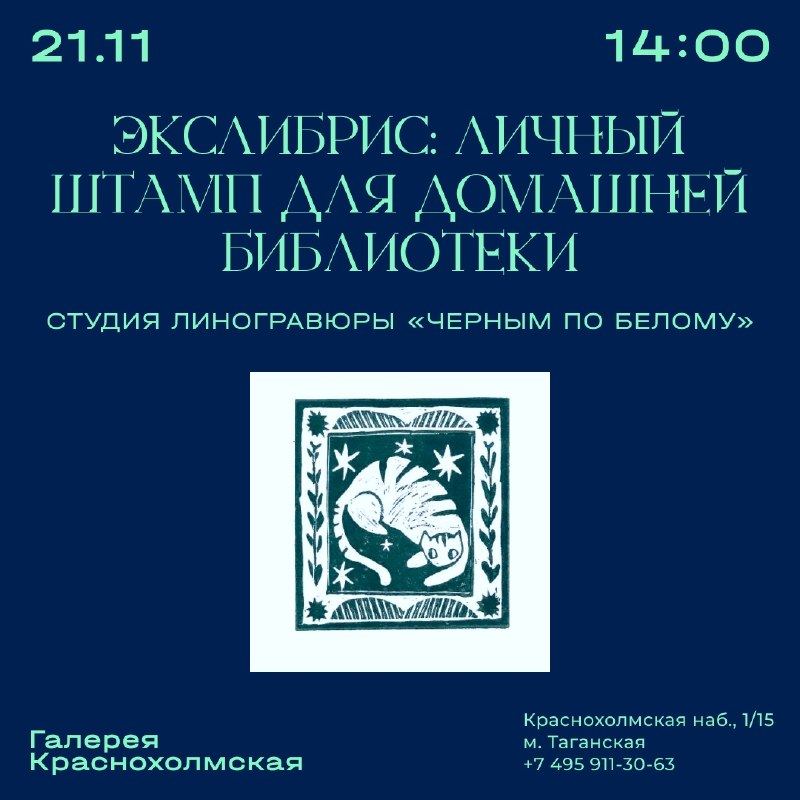 21.11
14:00
ЭКСЛИБРИС: ЛИЧНЫЙ
ШТАМП ДЛЯ ДОМАШНЕЙ
БИБЛИОТЕКИ
СТУДИЯ ЛИНОГРАВЮРЫ «ЧЕРНЫМ ПО БЕЛОМУ»
Галерея
Краснохолмская
Краснохолмская наб., 1/15
м. Таганская
+7 495 911-30-63